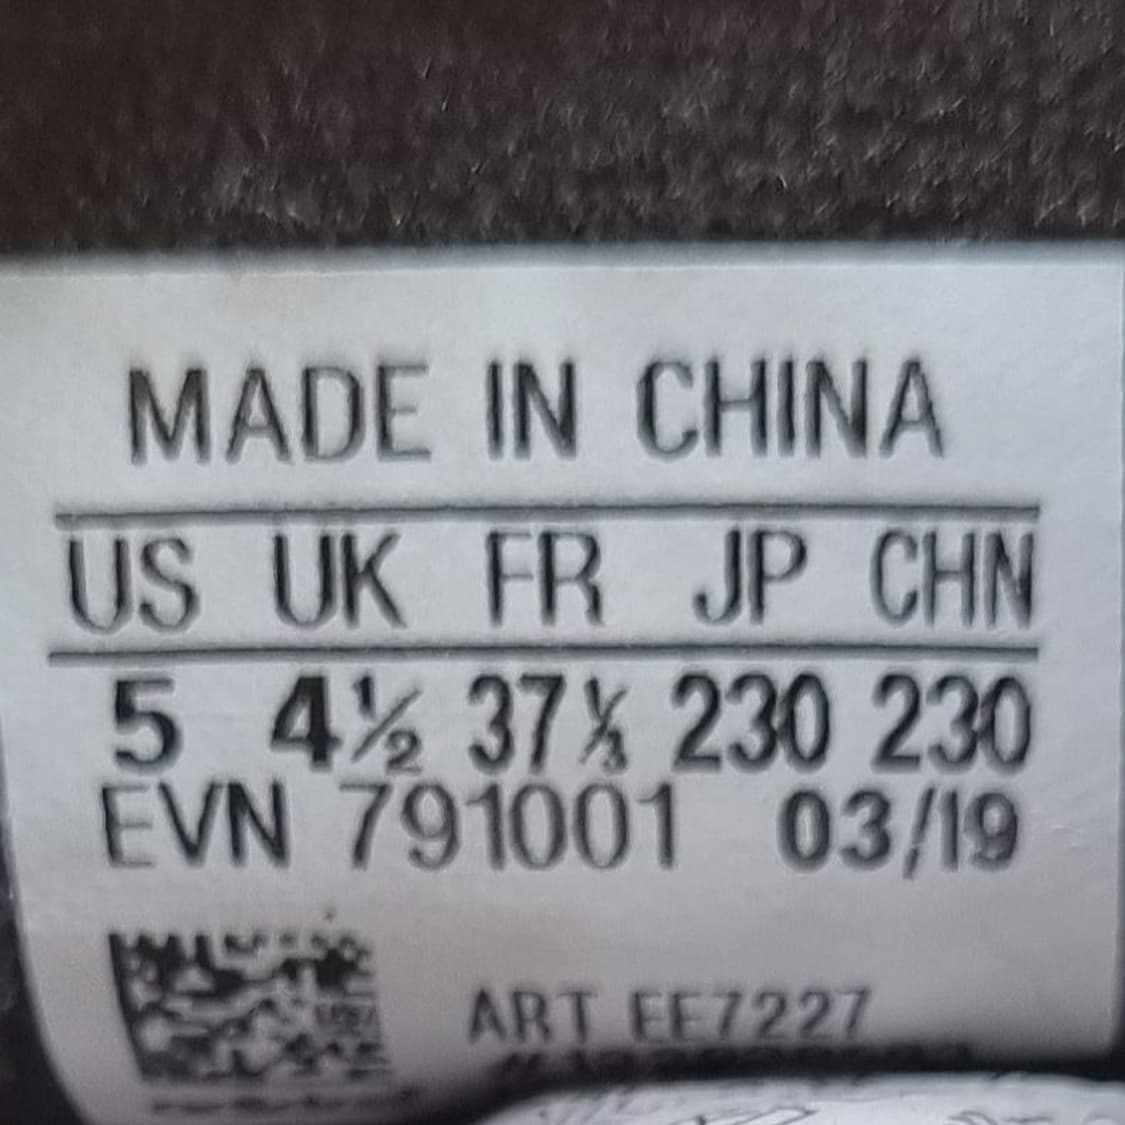 MADE IN CHINA
US UK FR JP CHN
5 4½ 37⅓ 230 230
EVN 791001 03/19
ART EE7227